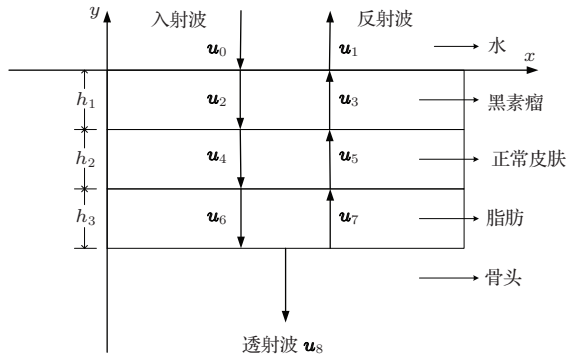 y 入射波 反射波
u₀ u₁ 水
x
h₁ u₂ u₃ 黑素瘤
h₂ u₄ u₅ 正常皮肤
h₃ u₆ u₇ 脂肪
骨头
透射波 u₈